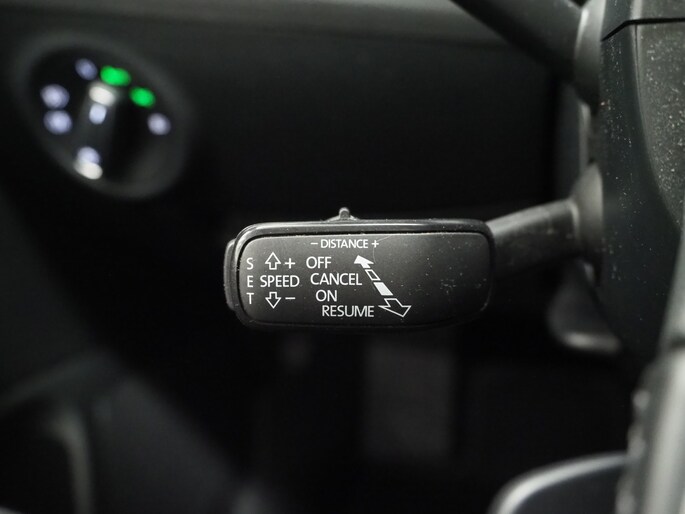 − DISTANCE +
S + OFF
E SPEED CANCEL
T − ON
RESUME